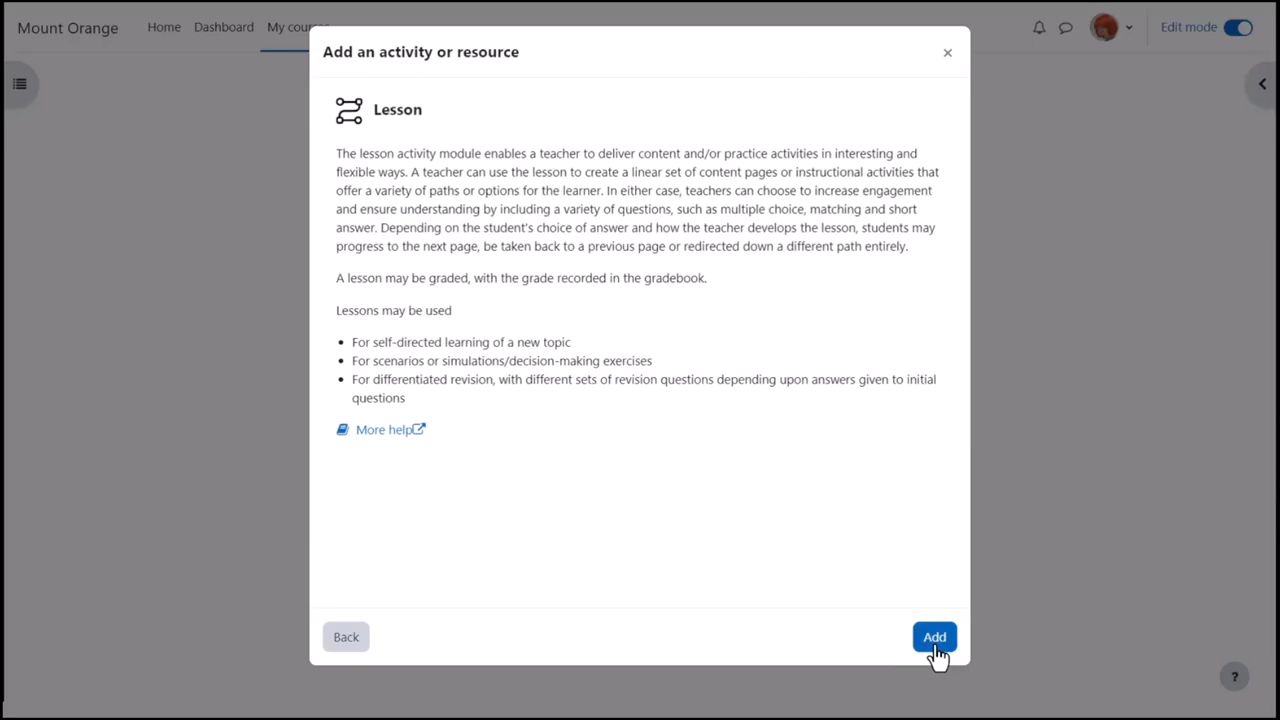 Mount Orange Home Dashboard My cour Edit mode
Add an activity or resource ×
Lesson
The lesson activity module enables a teacher to deliver content and/or practice activities in interesting and
flexible ways. A teacher can use the lesson to create a linear set of content pages or instructional activities that
offer a variety of paths or options for the learner. In either case, teachers can choose to increase engagement
and ensure understanding by including a variety of questions, such as multiple choice, matching and short
answer. Depending on the student's choice of answer and how the teacher develops the lesson, students may
progress to the next page, be taken back to a previous page or redirected down a different path entirely.
A lesson may be graded, with the grade recorded in the gradebook.
Lessons may be used
• For self-directed learning of a new topic
• For scenarios or simulations/decision-making exercises
• For differentiated revision, with different sets of revision questions depending upon answers given to initial
questions
More help
Back Add
?